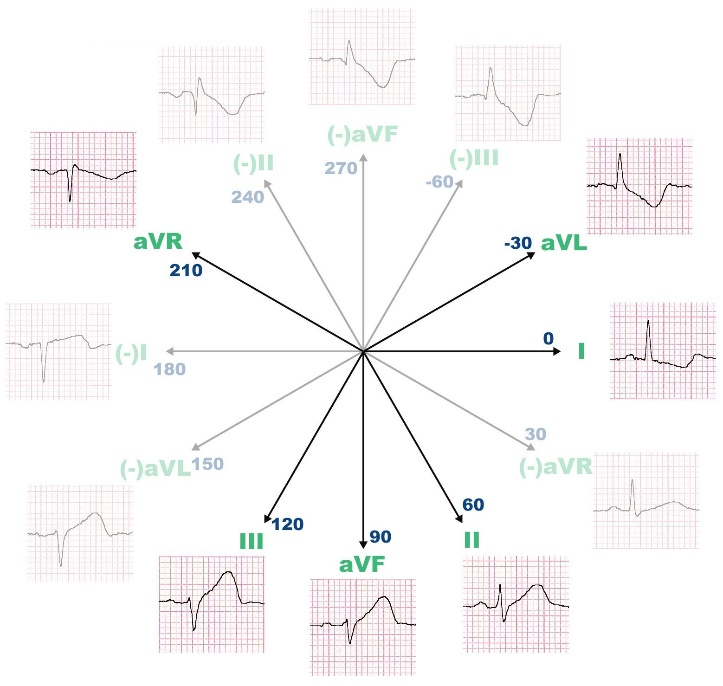 (-)aVF
270
(-)II
240
(-)III
-60
aVR
210
-30 aVL
0
I
(-)I
180
30
(-)aVR
(-)aVL 150
60
II
III 120
90
aVF